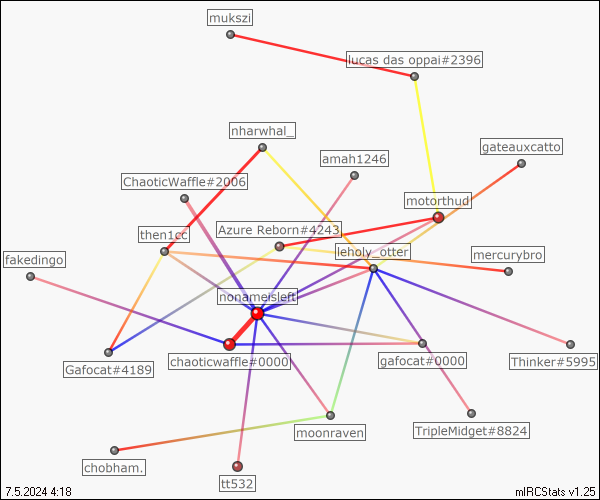 mukszi
lucas das oppai#2396
nharwhal_
gateauxcatto
amah1246
ChaoticWaffle#2006
motorthud
Azure Reborn#4243
then1cc
leholy_otter
mercurybro
fakedingo
nonameisleft
chaoticwaffle#0000
gafocat#0000
Thinker#5995
Gafocat#4189
TripleMidget#8824
moonraven
chobham.
tt532
7.5.2024 4:18
mIRCStats v1.25